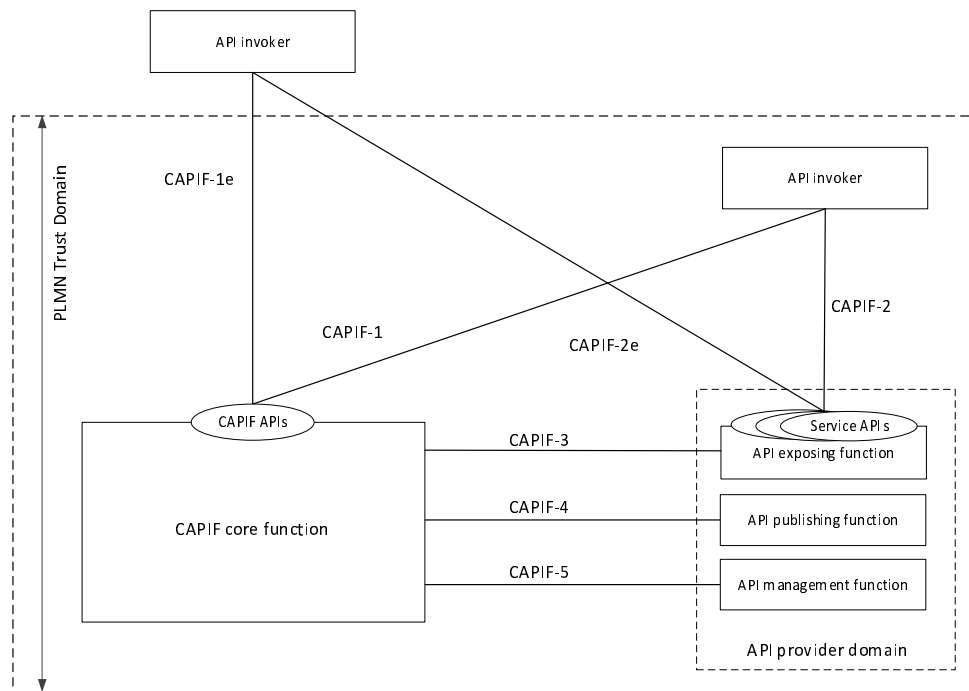 API invoker
PLMN Trust Domain
CAPIF-1e
API invoker
CAPIF-1
CAPIF-2e
CAPIF-2
CAPIF APIs
Service APIs
CAPIF-3
API exposing function
CAPIF core function
CAPIF-4
API publishing function
CAPIF-5
API management function
API provider domain